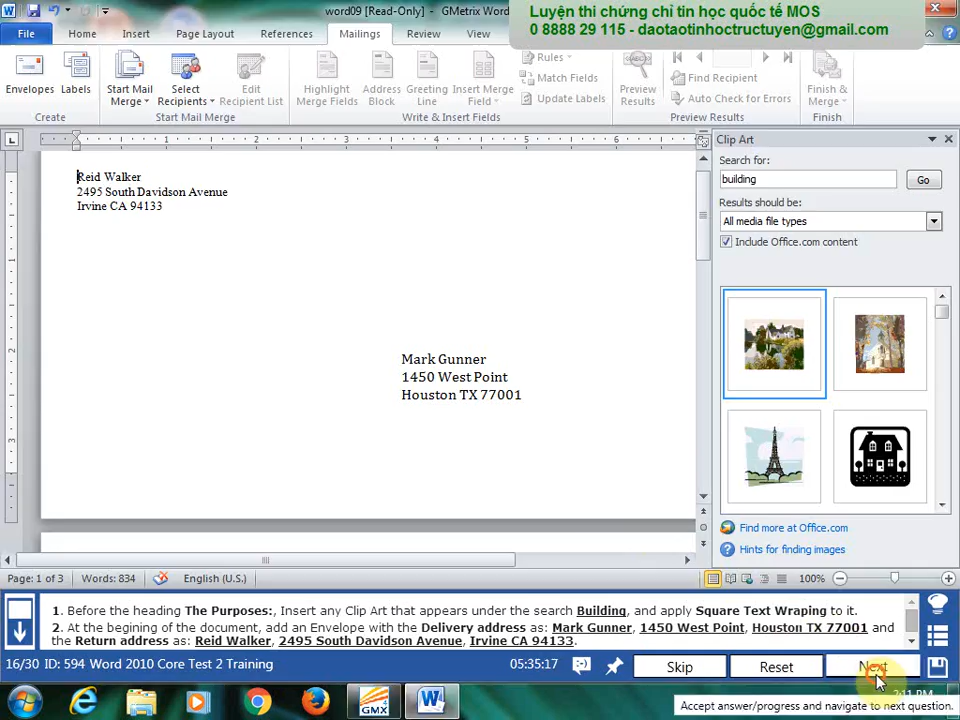 word09 [Read-Only] -
GMetrix Word
Luyện thi chứng chỉ tin học quốc tế MOS
0 8888 29 115 - daotaotinhoctructuyen@gmail.com
File
Home
Insert
Page Layout
References
Mailings
Review
View
Envelopes
Labels
Start Mail
Merge
Select
Recipients
Edit
Recipient List
Highlight
Merge Fields
Address
Block
Greeting
Line
Insert Merge
Field
Rules
Match Fields
Update Labels
Preview
Results
Find Recipient
Auto Check for Errors
Finish &
Merge
Create
Start Mail Merge
Write & Insert Fields
Preview Results
Finish
Reid Walker
2495 South Davidson Avenue
Irvine CA 94133
Mark Gunner
1450 West Point
Houston TX 77001
Clip Art
Search for:
building
Go
Results should be:
All media file types
Include Office.com content
Find more at Office.com
Hints for finding images
Page: 1 of 3
Words: 834
English (U.S.)
100%
1. Before the heading The Purposes:, Insert any Clip Art that appears under the search Building, and apply Square Text Wraping to it.
2. At the begining of the document, add an Envelope with the Delivery address as: Mark Gunner, 1450 West Point, Houston TX 77001 and
the Return address as: Reid Walker, 2495 South Davidson Avenue, Irvine CA 94133.
16/30 ID: 594 Word 2010 Core Test 2 Training
05:35:17
Skip
Reset
Next
2:11 PM
Accept answer/progress and navigate to next question.